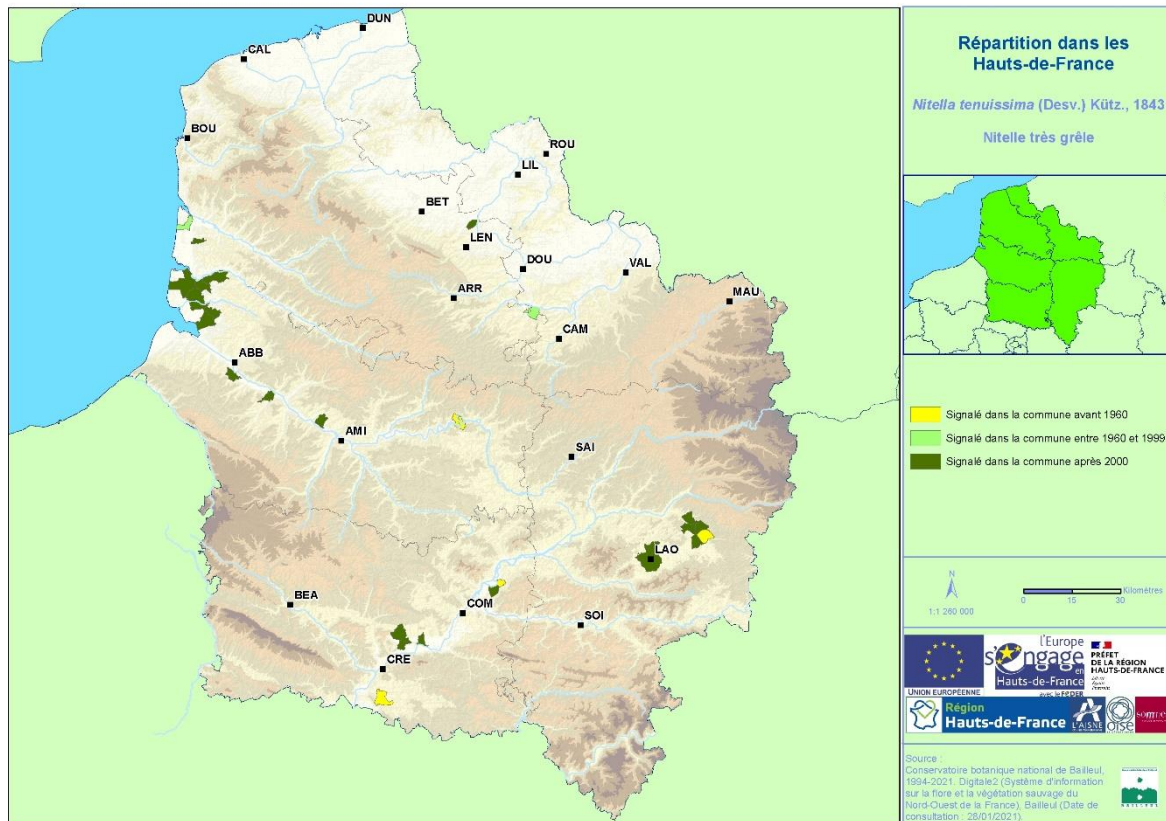 DUN
CAL
BOU
ROU
LIL
BET
LEN
DOU
VAL
ARR
MAU
CAM
ABB
AMI
SAI
LAO
BEA
COM
SOI
CRE
Répartition dans les
Hauts-de-France
Nitella tenuissima (Desv.) Kütz., 1843
Nitelle très grêle
Signalé dans la commune avant 1960
Signalé dans la commune entre 1960 et 1999
Signalé dans la commune après 2000
N
1:1 260 000
Kilomètres
0 15 30
UNION EUROPÉENNE
l'Europe
s'engage
en
Hauts-de-France
avec le FEDER
PRÉFET
DE LA RÉGION
HAUTS-DE-FRANCE
Région
Hauts-de-France
L'AISNE
OISE
somme
Source :
Conservatoire botanique national de Bailleul,
1994-2021. Digitale2 (Système d'information
sur la flore et la végétation sauvage du
Nord-Ouest de la France), Bailleul (Date de
consultation : 28/01/2021).
BAILLEUL